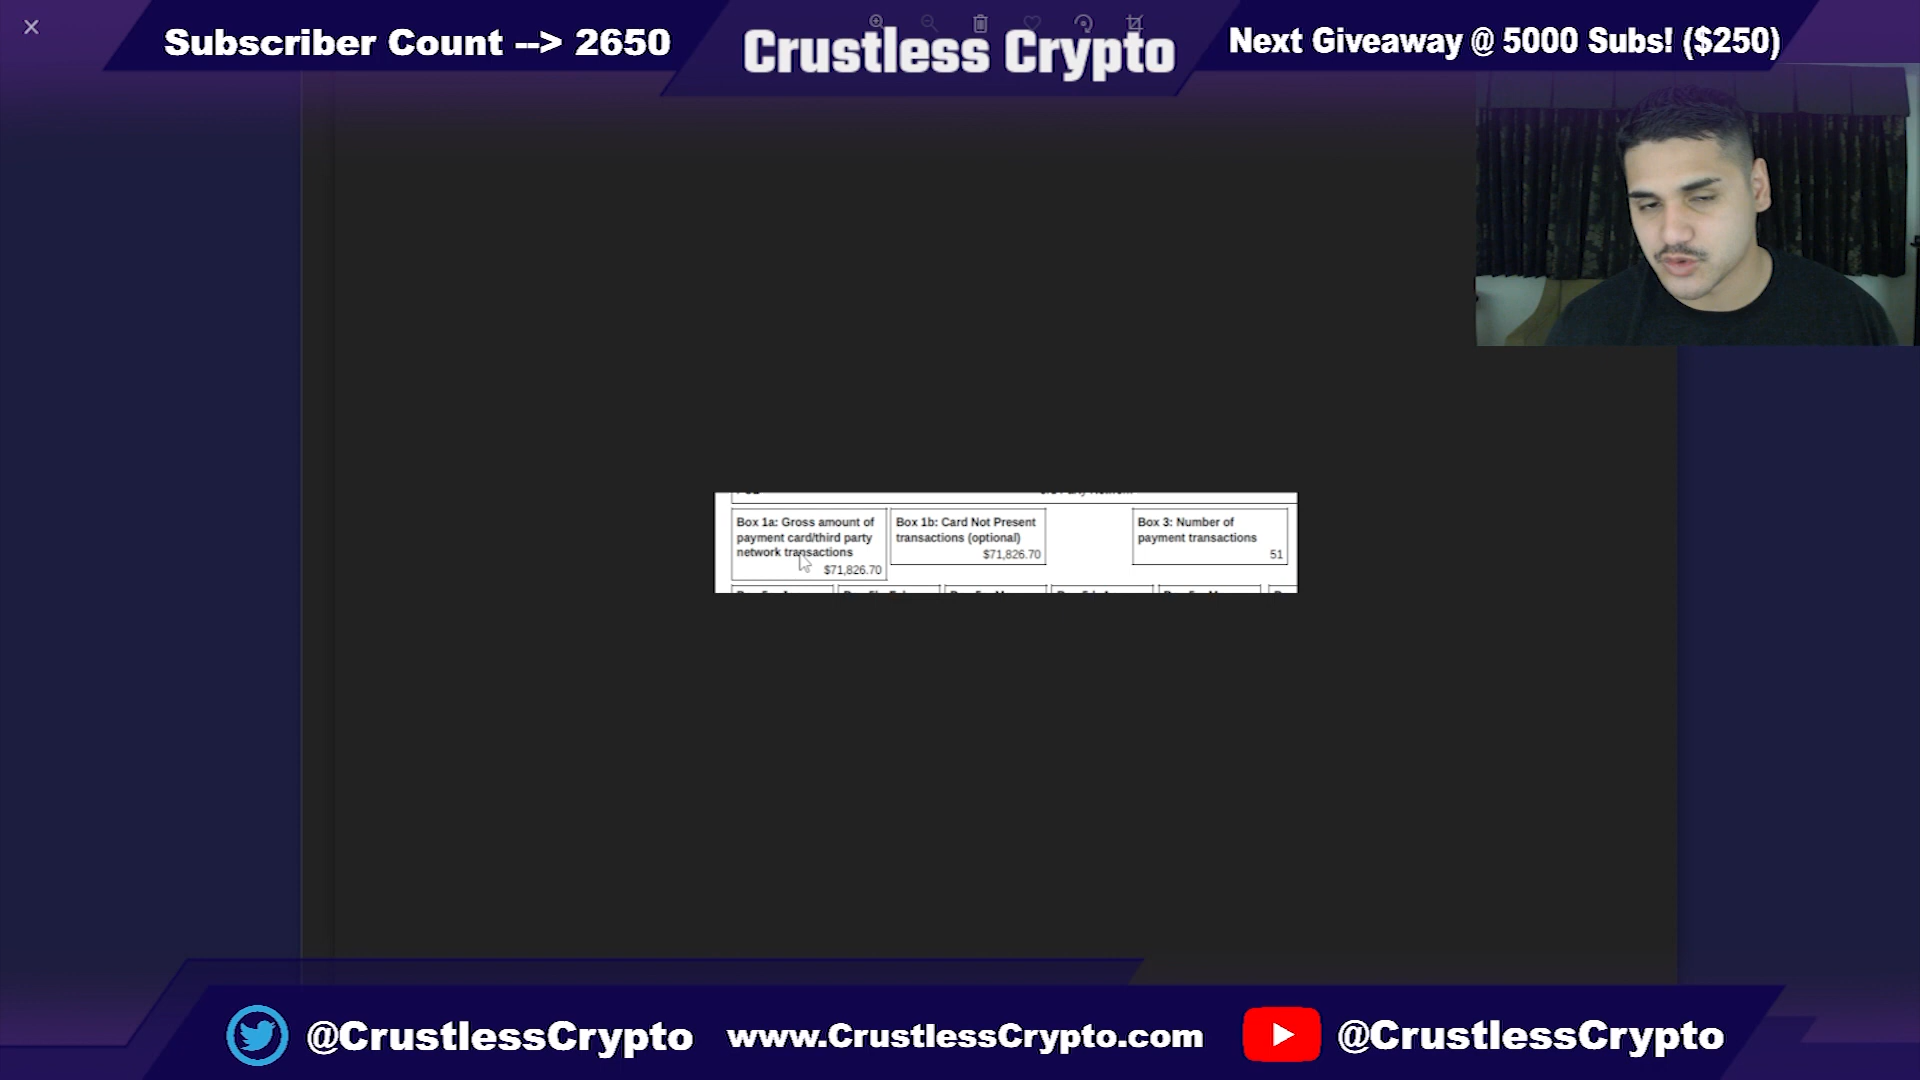 Subscriber Count --> 2650
Crustless Crypto
Next Giveaway @ 5000 Subs! ($250)
Box 1a: Gross amount of
payment card/third party
network transactions
$71,826.70
Box 1b: Card Not Present
transactions (optional)
$71,826.70
Box 3: Number of
payment transactions
51
@CrustlessCrypto
www.CrustlessCrypto.com
@CrustlessCrypto